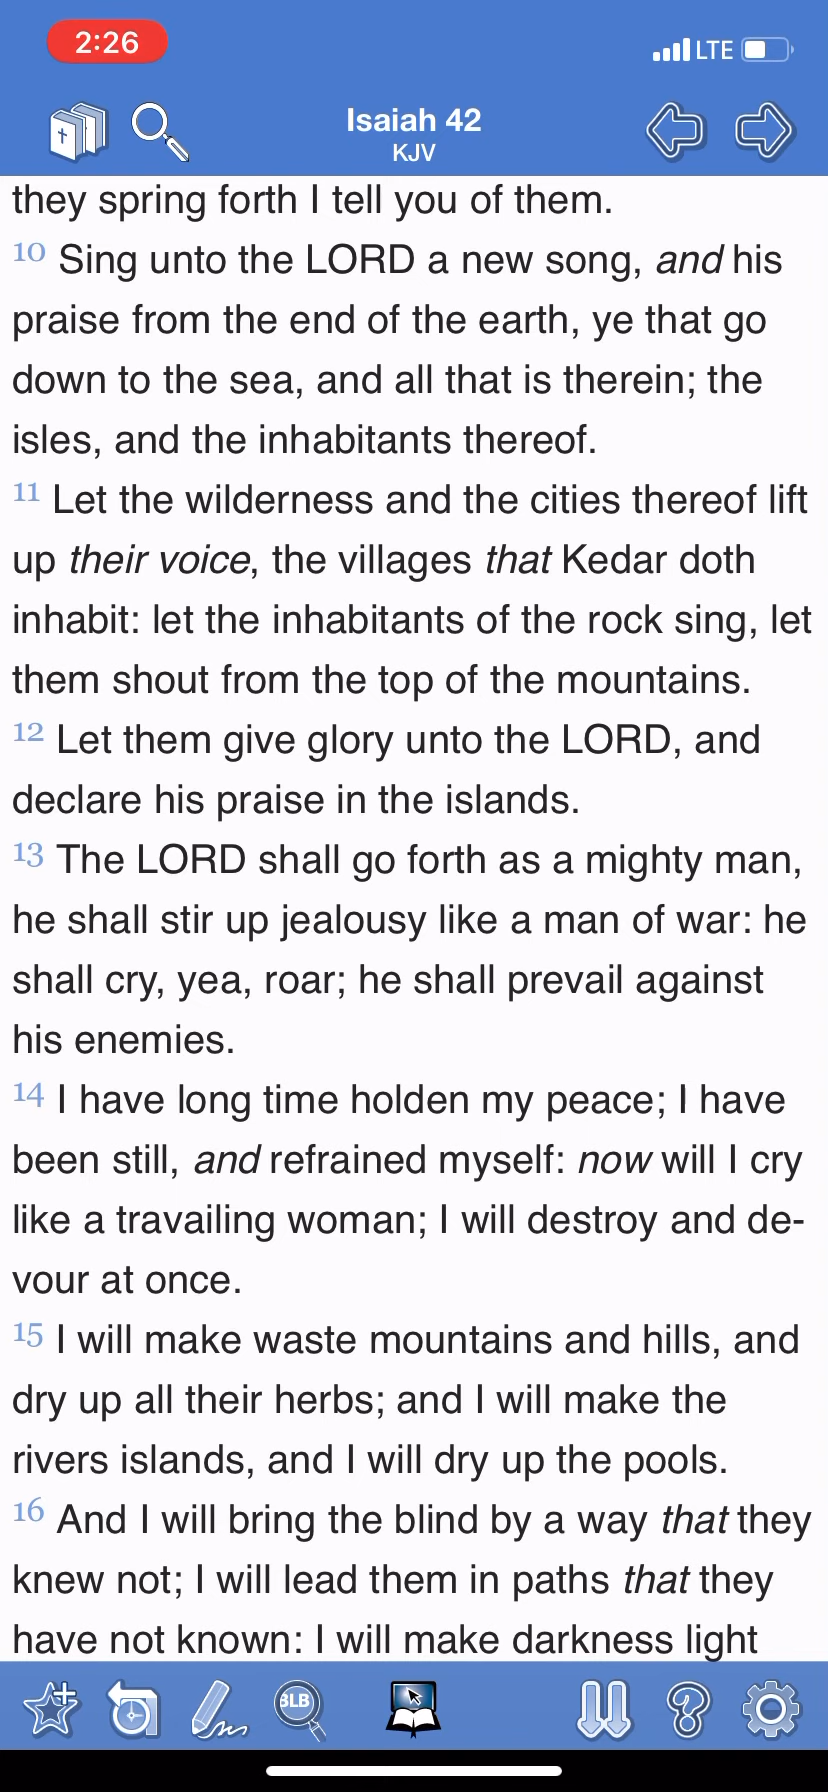 2:26
LTE
Isaiah 42
KJV
they spring forth I tell you of them.
10 Sing unto the LORD a new song, and his
praise from the end of the earth, ye that go
down to the sea, and all that is therein; the
isles, and the inhabitants thereof.
11 Let the wilderness and the cities thereof lift
up their voice, the villages that Kedar doth
inhabit: let the inhabitants of the rock sing, let
them shout from the top of the mountains.
12 Let them give glory unto the LORD, and
declare his praise in the islands.
13 The LORD shall go forth as a mighty man,
he shall stir up jealousy like a man of war: he
shall cry, yea, roar; he shall prevail against
his enemies.
14 I have long time holden my peace; I have
been still, and refrained myself: now will I cry
like a travailing woman; I will destroy and de-
vour at once.
15 I will make waste mountains and hills, and
dry up all their herbs; and I will make the
rivers islands, and I will dry up the pools.
16 And I will bring the blind by a way that they
knew not; I will lead them in paths that they
have not known: I will make darkness light
BLB